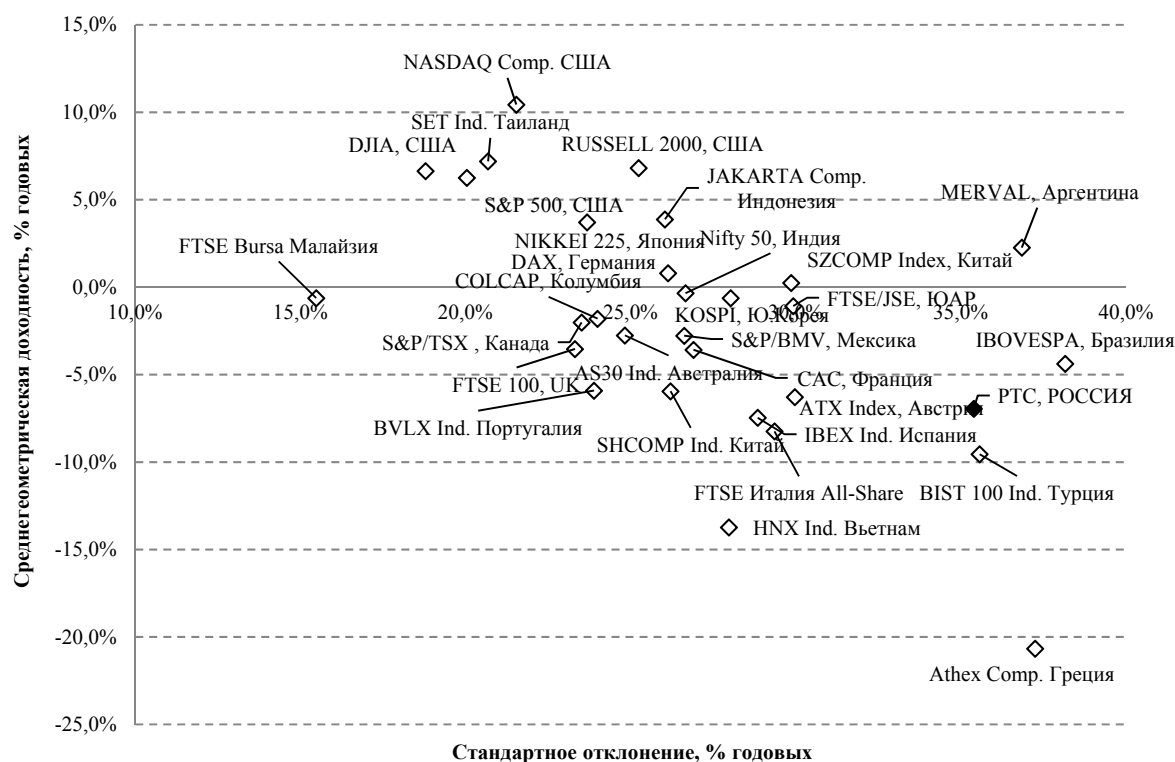 15,0%
NASDAQ Comp. США
10,0%
SET Ind. Таиланд
DJIA, США
RUSSELL 2000, США
JAKARTA Comp.
Индонезия
MERVAL, Аргентина
5,0%
S&P 500, США
NIKKEI 225, Япония
Nifty 50, Индия
FTSE Bursa Малайзия
DAX, Германия
SZCOMP Index, Китай
COLCAP, Колумбия
0,0%
10,00%
15,0%
20,0%
25,0%
30,0%
35,0%
40,0%
FTSE/JSE, ЮАР
KOSPI, Ю.Корея
S&P/TSX , Канада
S&P/BMV, Мексика
IBOVESPA, Бразилия
-5,0%
FTSE 100, UK
AS30 Ind. Австралия
CAC, Франция
PTC, РОССИЯ
ATX Index, Австрия
BVLX Ind. Португалия
SHCOMP Ind. Китай
IBEX Ind. Испания
-10,0%
FTSE Италия All-Share
BIST 100 Ind. Турция
HNX Ind. Вьетнам
-15,0%
-20,0%
Athex Comp. Греция
-25,0%
Среднегеометрическая доходность, % годовых
Стандартное отклонение, % годовых